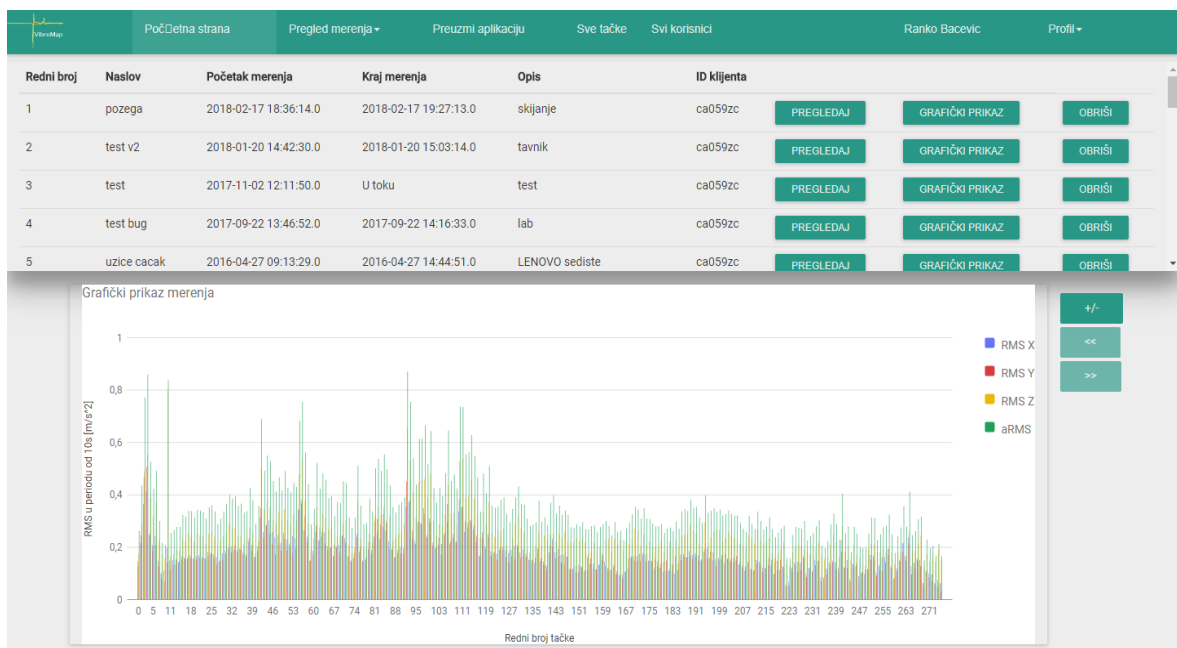 VibroMap
Poč▯etna strana Pregled merenja Preuzmi aplikaciju Sve tačke Svi korisnici Ranko Bacevic Profil
Redni broj Naslov Početak merenja Kraj merenja Opis ID klijenta
1 pozega 2018-02-17 18:36:14.0 2018-02-17 19:27:13.0 skijanje ca059zc PREGLEDAJ GRAFIČKI PRIKAZ OBRIŠI
2 test v2 2018-01-20 14:42:30.0 2018-01-20 15:03:14.0 tavnik ca059zc PREGLEDAJ GRAFIČKI PRIKAZ OBRIŠI
3 test 2017-11-02 12:11:50.0 U toku test ca059zc PREGLEDAJ GRAFIČKI PRIKAZ OBRIŠI
4 test bug 2017-09-22 13:46:52.0 2017-09-22 14:16:33.0 lab ca059zc PREGLEDAJ GRAFIČKI PRIKAZ OBRIŠI
5 uzice cacak 2016-04-27 09:13:29.0 2016-04-27 14:44:51.0 LENOVO sediste ca059zc PREGLEDAJ GRAFIČKI PRIKAZ OBRIŠI
Grafički prikaz merenja
+/-
<<
>>
1
0,8
0,6
0,4
0,2
0
RMS u periodu od 10s [m/s^2]
RMS X
RMS Y
RMS Z
aRMS
0 5 11 18 25 32 39 46 53 60 67 74 81 88 95 103 111 119 127 135 143 151 159 167 175 183 191 199 207 215 223 231 239 247 255 263 271
Redni broj tačke